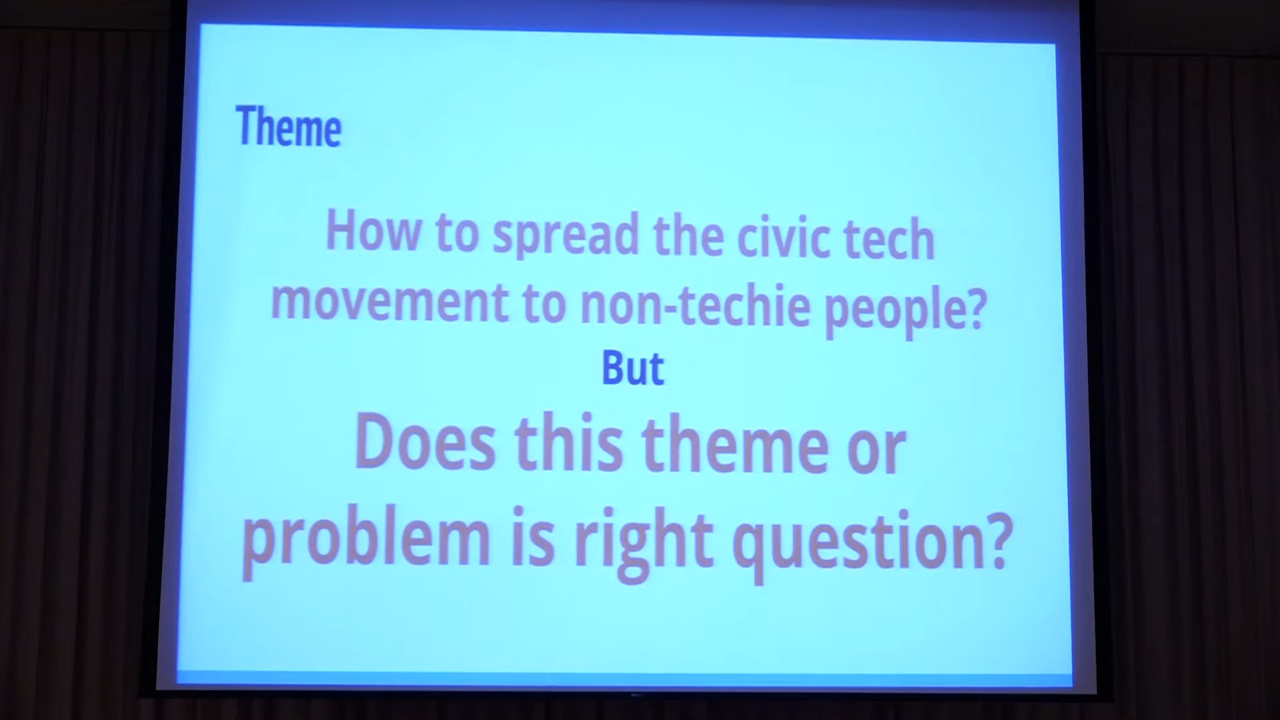 Theme
How to spread the civic tech
movement to non-techie people?
But
Does this theme or
problem is right question?